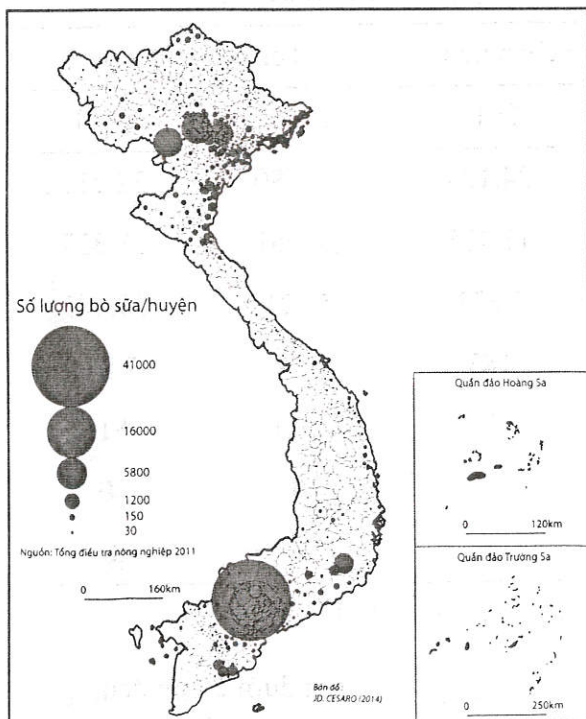 Số lượng bò sữa/huyện
41000
16000
5800
1200
150
30
Nguồn: Tổng điều tra nông nghiệp 2011
0 160km
Bản đồ:
JD. CESARO (2014)
Quần đảo Hoàng Sa
0 120km
Quần đảo Trường Sa
0 250km